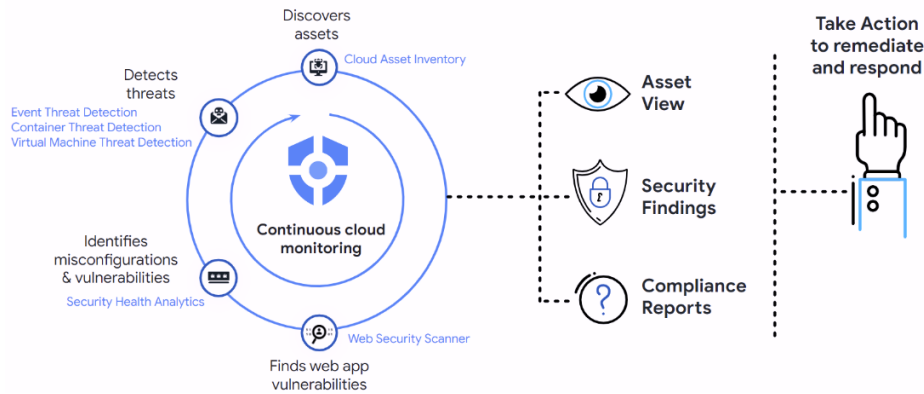 Discovers
assets
Cloud Asset Inventory
Detects
threats
Event Threat Detection
Container Threat Detection
Virtual Machine Threat Detection
Continuous cloud
monitoring
Identifies
misconfigurations
& vulnerabilities
Security Health Analytics
Web Security Scanner
Finds web app
vulnerabilities
Asset
View
Security
Findings
?
Compliance
Reports
Take Action
to remediate
and respond